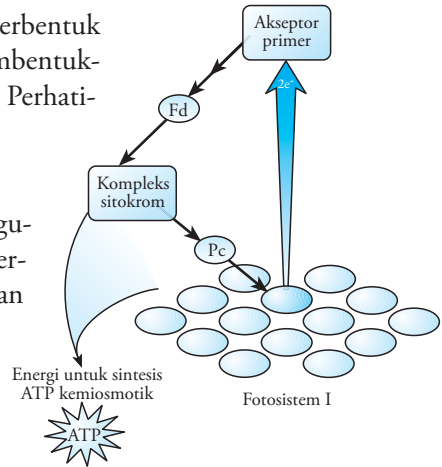 erbentuk
nbentuk-
Perhati-
gu-
er-
an
Akseptor
primer
2e-
Fd
Kompleks
sitokrom
Pc
Energi untuk sintesis
ATP kemiosmotik
ATP
Fotosistem I